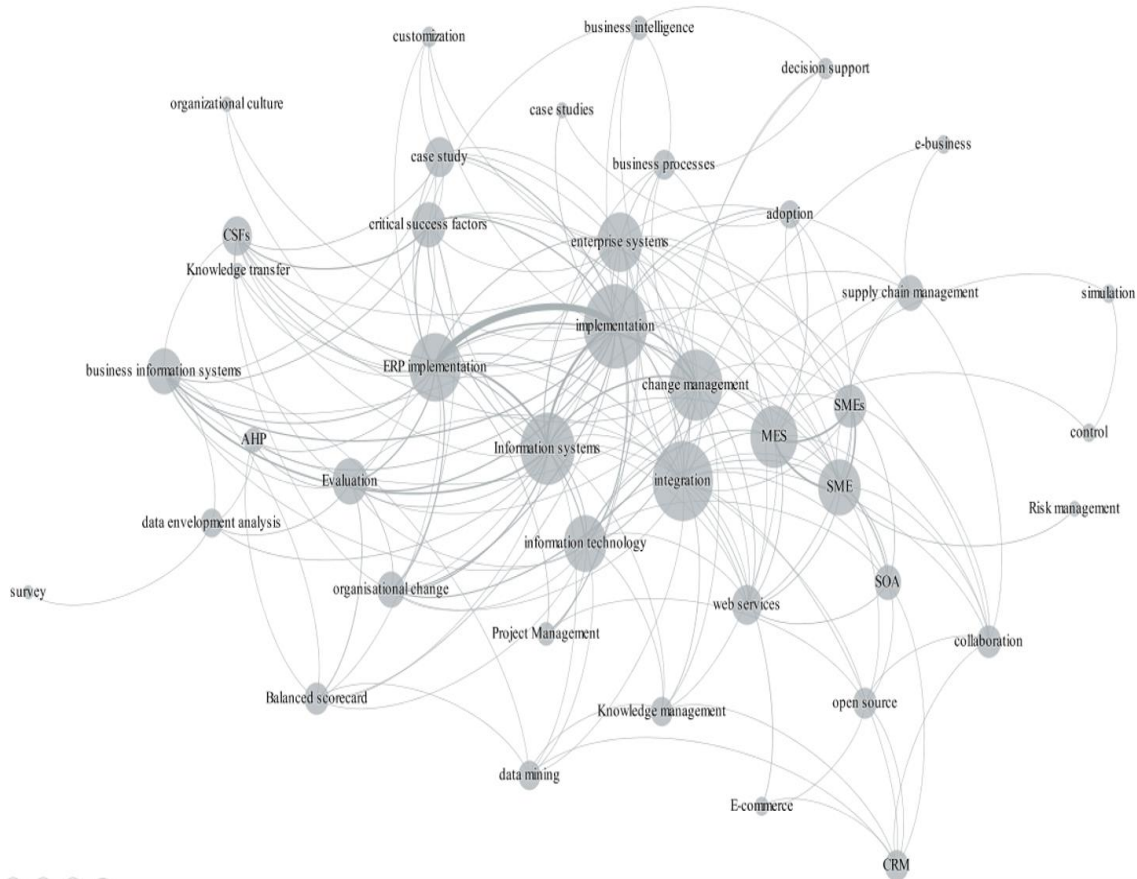 business intelligence
customization
decision support
organizational culture
case studies
e-business
case study
business processes
adoption
critical success factors
CSFs
enterprise systems
Knowledge transfer
supply chain management
simulation
implementation
ERP implementation
business information systems
change management
SMEs
control
MES
AHP
Information systems
Evaluation
integration
SME
Risk management
data envelopment analysis
information technology
SOA
survey
organisational change
web services
Project Management
collaboration
Balanced scorecard
open source
Knowledge management
data mining
E-commerce
CRM